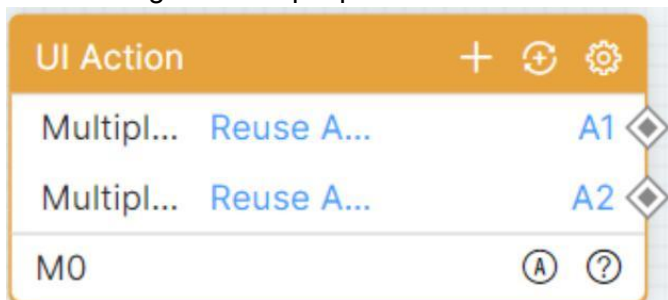 UI Action
Multipl... Reuse A... A1
Multipl... Reuse A... A2
M0 A ?